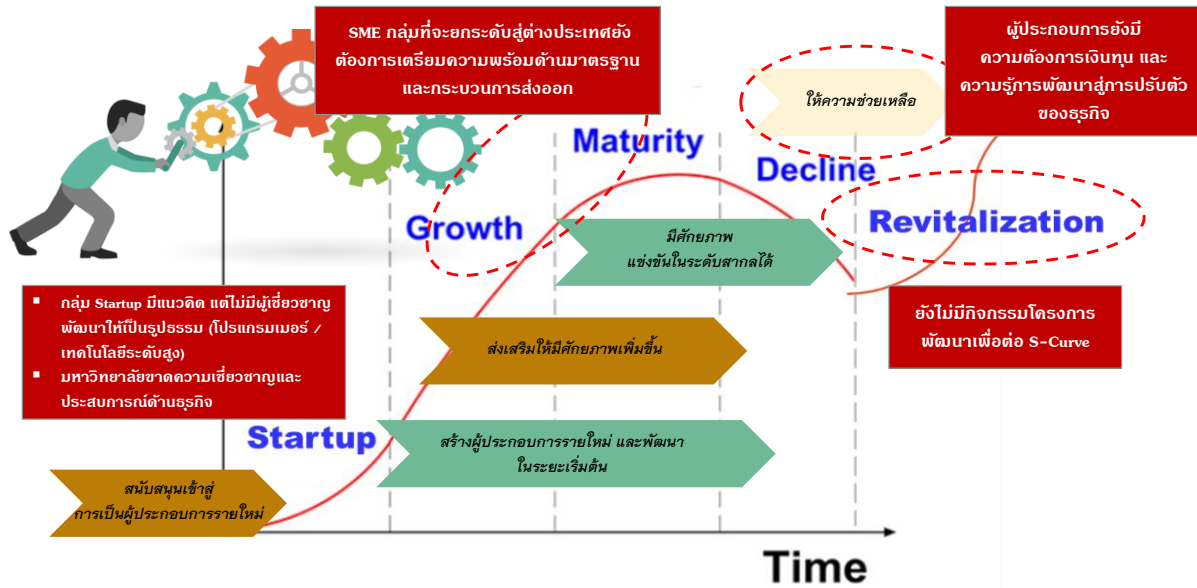 SME กลุ่มที่จะยกระดับสู่ต่างประเทศยัง
ต้องการเตรียมความพร้อมด้านมาตรฐาน
และกระบวนการส่งออก
ผู้ประกอบการยังมี
ความต้องการเงินทุน และ
ความรู้การพัฒนาสู่การปรับตัว
ของธุรกิจ
ให้ความช่วยเหลือ
Maturity
Decline
Growth
Revitalization
มีศักยภาพ
แข่งขันในระดับสากลได้
▪ กลุ่ม Startup มีแนวคิด แต่ไม่มีผู้เชี่ยวชาญ
พัฒนาให้เป็นรูปธรรม (โปรแกรมเมอร์ /
เทคโนโลยีระดับสูง)
▪ มหาวิทยาลัยขาดความเชี่ยวชาญและ
ประสบการณ์ด้านธุรกิจ
ยังไม่มีกิจกรรมโครงการ
พัฒนาเพื่อต่อ S-Curve
ส่งเสริมให้มีศักยภาพเพิ่มขึ้น
Startup
สร้างผู้ประกอบการรายใหม่ และพัฒนา
ในระยะเริ่มต้น
สนับสนุนเข้าสู่
การเป็นผู้ประกอบการรายใหม่
Time